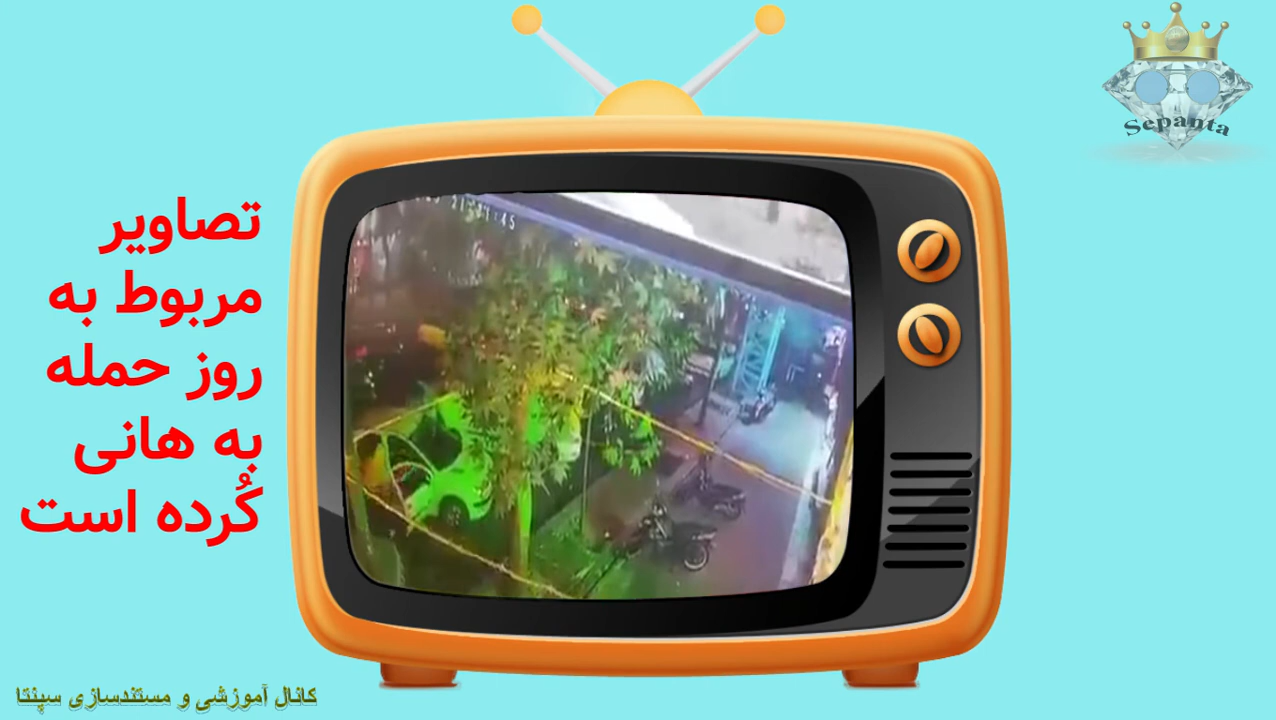 Sepanta
تصاویر
مربوط به
روز حمله
به هانی
کُرده است
کانال آموزشی و مستندسازی سپنتا